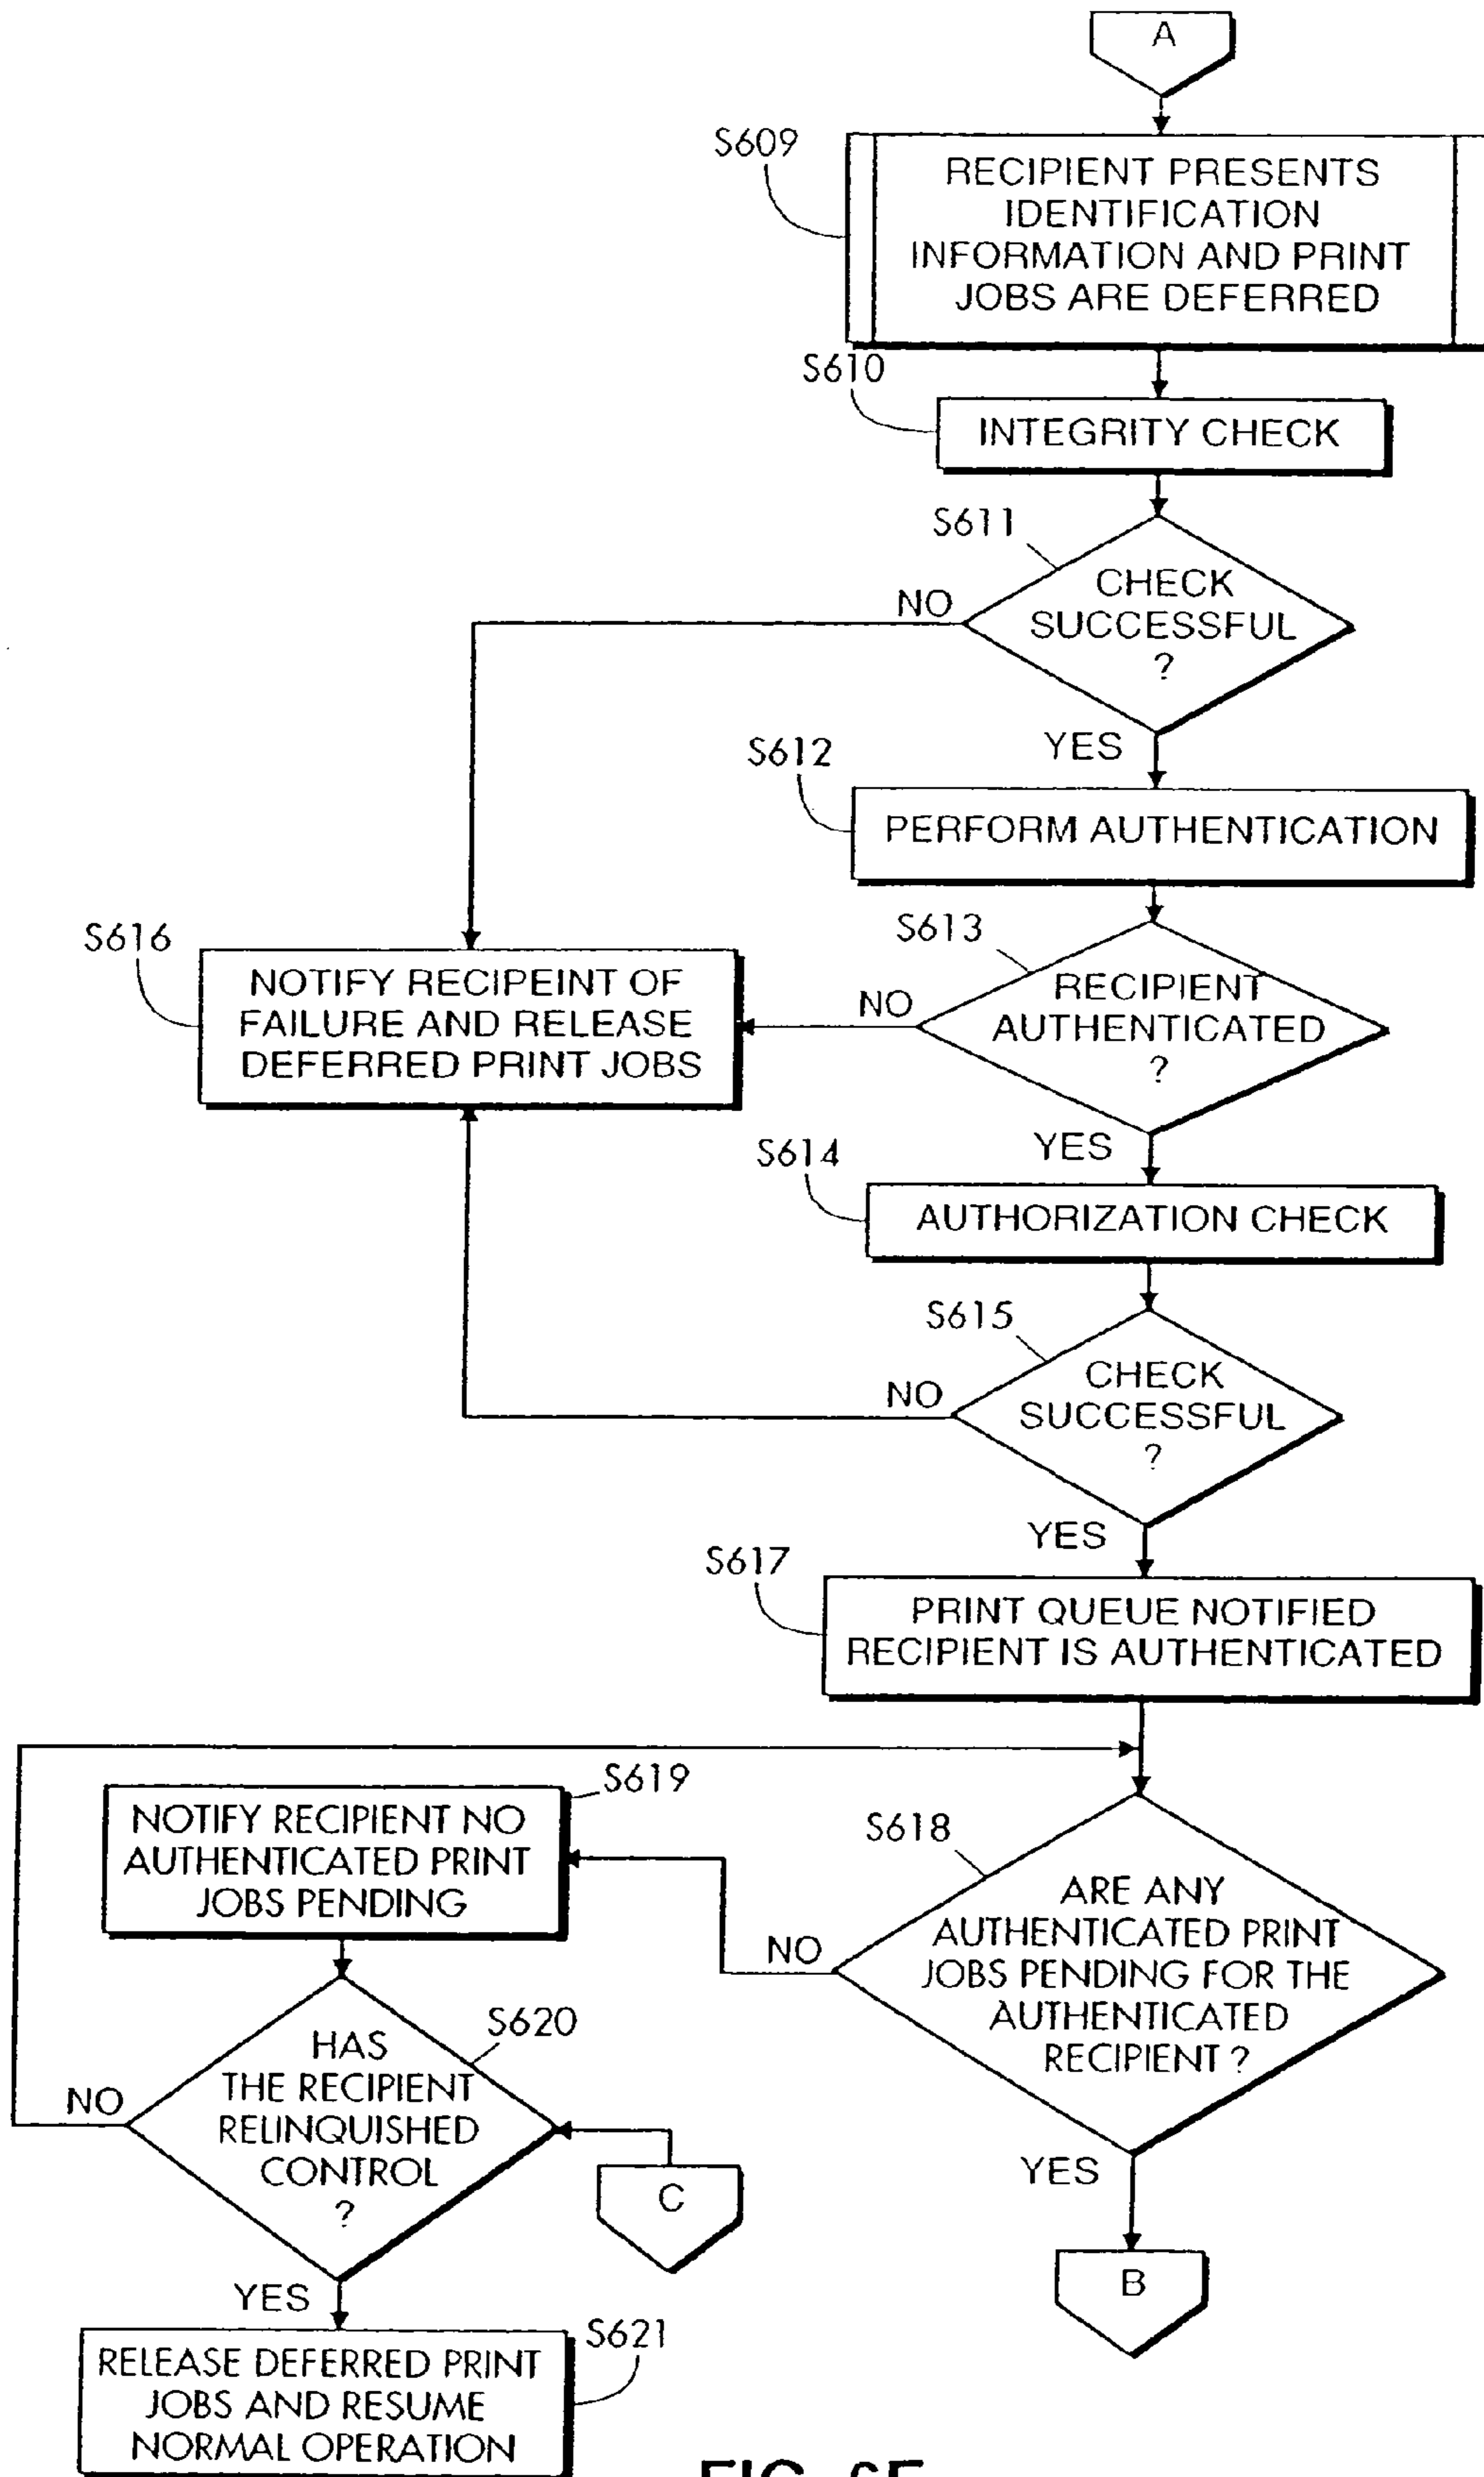 A
S609
RECIPIENT PRESENTS
IDENTIFICATION
INFORMATION AND PRINT
JOBS ARE DEFERRED
S610
INTEGRITY CHECK
S611
CHECK
SUCCESSFUL
?
NO
YES
S612
PERFORM AUTHENTICATION
S613
RECIPIENT
AUTHENTICATED
?
NO
S616
NOTIFY RECIPEINT OF
FAILURE AND RELEASE
DEFERRED PRINT JOBS
YES
S614
AUTHORIZATION CHECK
S615
CHECK
SUCCESSFUL
?
NO
YES
S617
PRINT QUEUE NOTIFIED
RECIPIENT IS AUTHENTICATED
S618
ARE ANY
AUTHENTICATED PRINT
JOBS PENDING FOR THE
AUTHENTICATED
RECIPIENT ?
NO
S619
NOTIFY RECIPIENT NO
AUTHENTICATED PRINT
JOBS PENDING
S620
HAS
THE RECIPIENT
RELINQUISHED
CONTROL
?
NO
C
YES
B
YES
S621
RELEASE DEFERRED PRINT
JOBS AND RESUME
NORMAL OPERATION